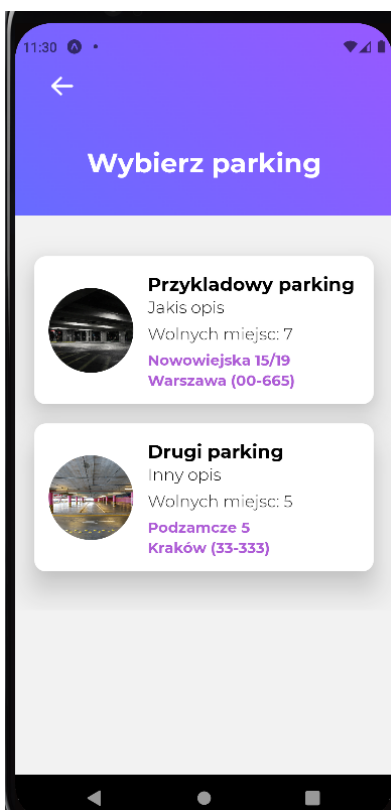 11:30
Wybierz parking
Przykladowy parking
Jakis opis
Wolnych miejsc: 7
Nowowiejska 15/19
Warszawa (00-665)
Drugi parking
Inny opis
Wolnych miejsc: 5
Podzamcze 5
Kraków (33-333)